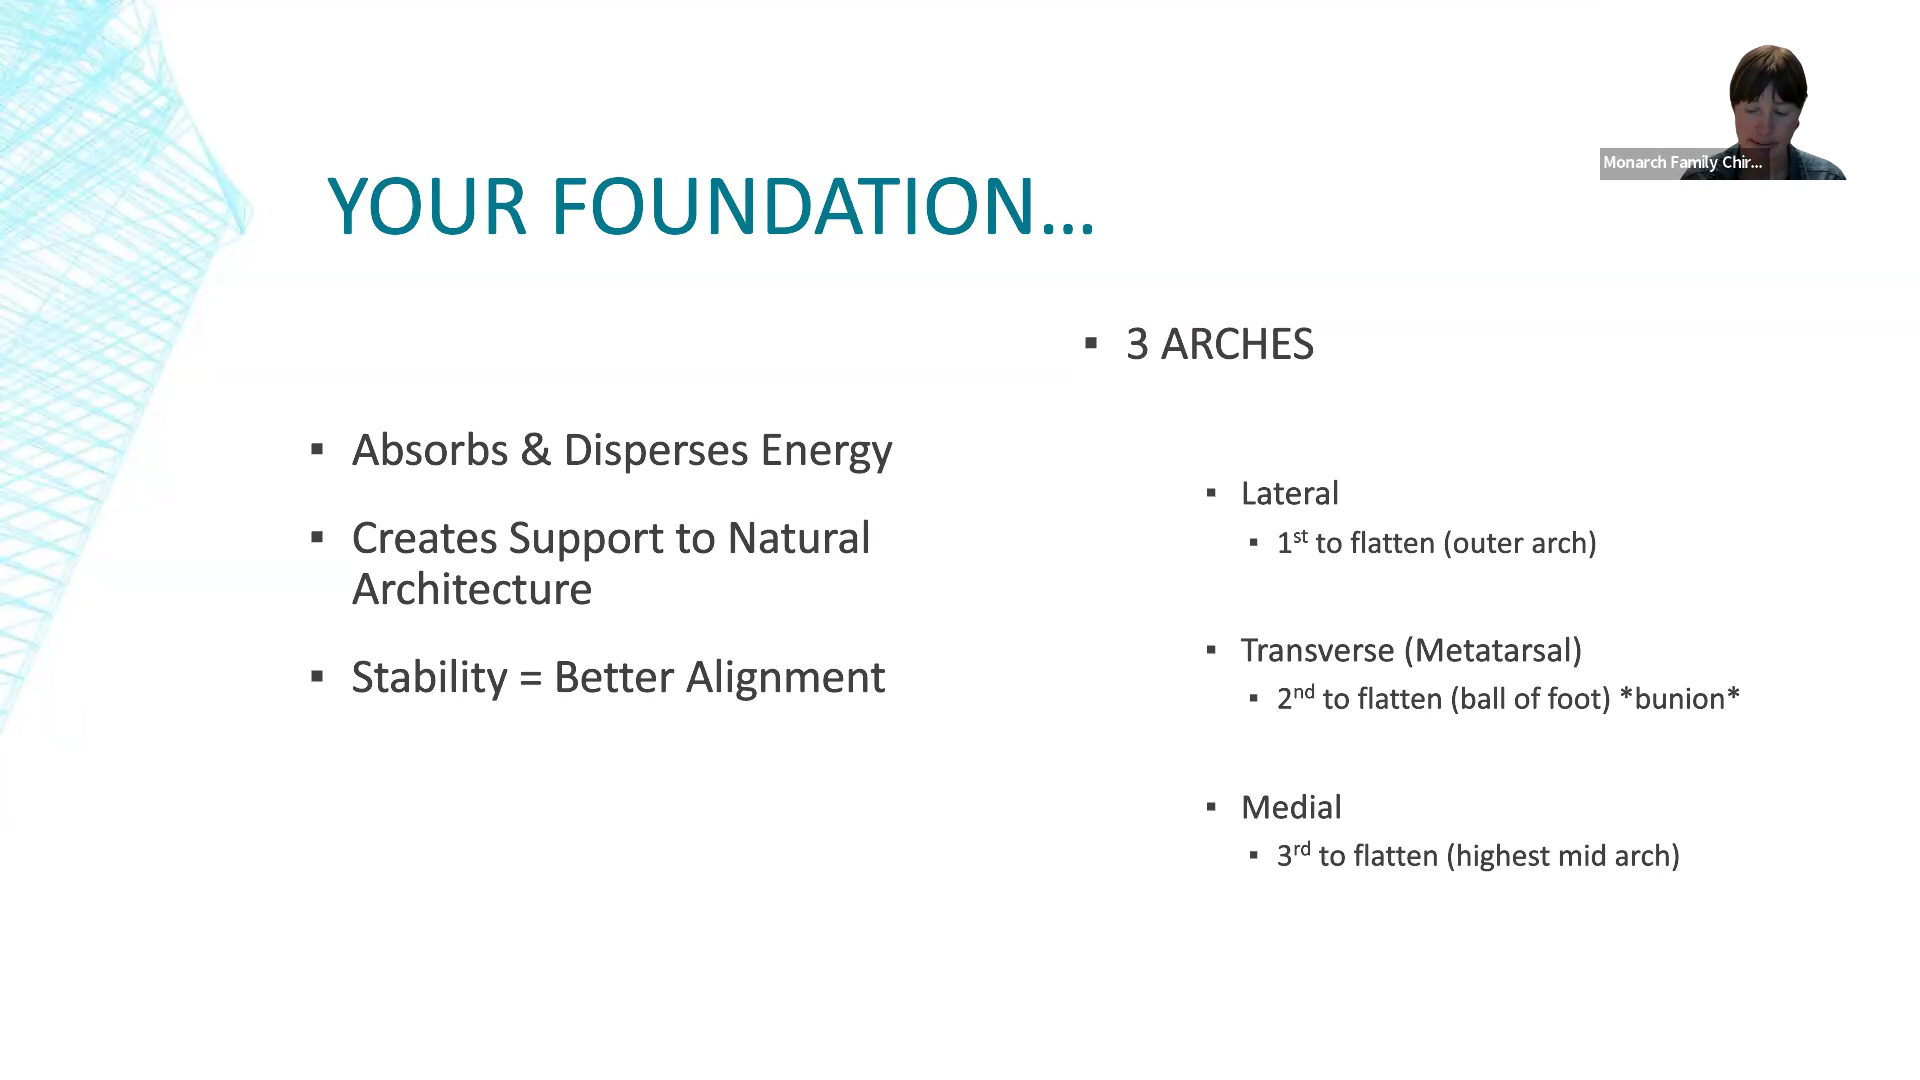 Monarch Family Chir...
YOUR FOUNDATION...
▪ Absorbs & Disperses Energy
▪ Creates Support to Natural
Architecture
▪ Stability = Better Alignment
▪ 3 ARCHES
▪ Lateral
▪ 1st to flatten (outer arch)
▪ Transverse (Metatarsal)
▪ 2nd to flatten (ball of foot) *bunion*
▪ Medial
▪ 3rd to flatten (highest mid arch)